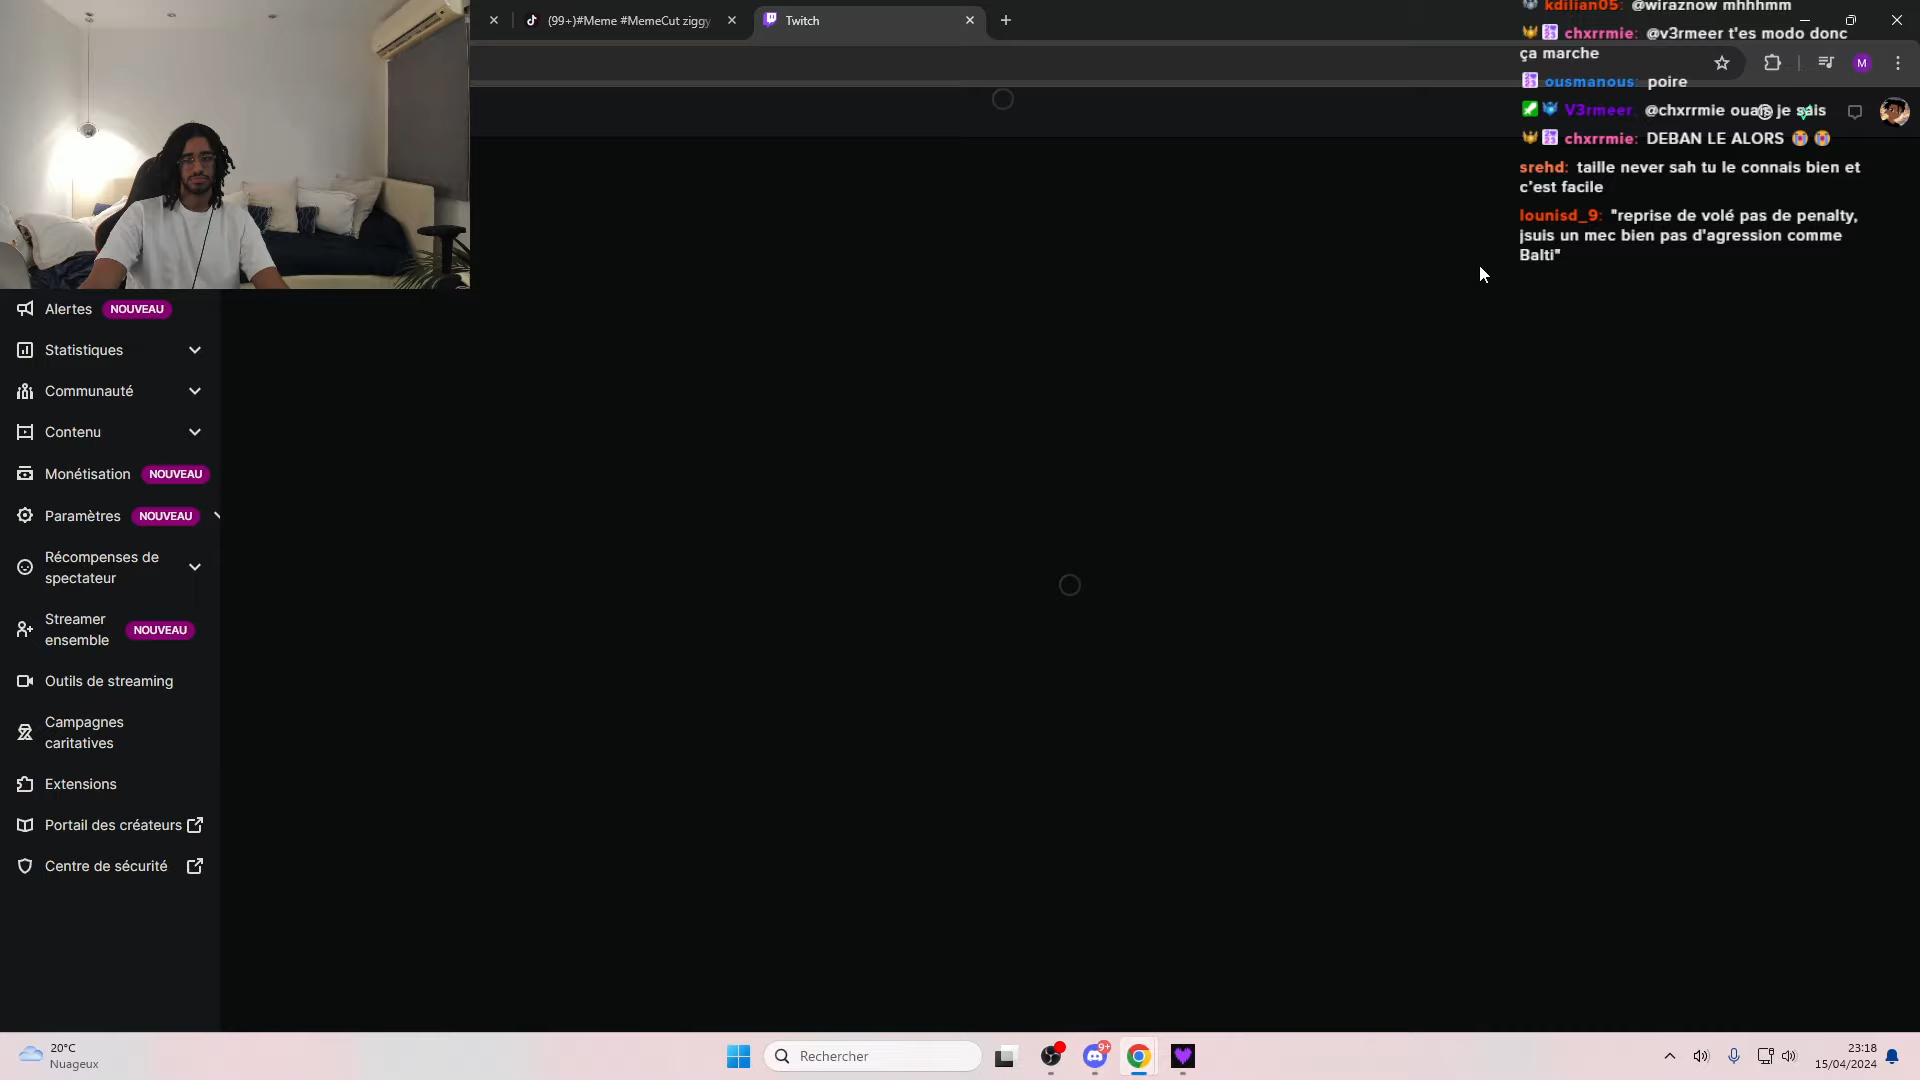 (99+)#Meme #MemeCut ziggy
Twitch
M
kdilian05: @wiraznow mhhhmm
chxrrmie: @v3rmeer t'es modo donc
ça marche
ousmanous: poire
V3rmeer: @chxrrmie ouais je sais
chxrrmie: DEBAN LE ALORS
srehd: taille never sah tu le connais bien et
c'est facile
lounisd_9: "reprise de volé pas de penalty,
jsuis un mec bien pas d'agression comme
Balti"
Alertes NOUVEAU
Statistiques
Communauté
Contenu
Monétisation NOUVEAU
Paramètres NOUVEAU
Récompenses de
spectateur
Streamer
ensemble NOUVEAU
Outils de streaming
Campagnes
caritatives
Extensions
Portail des créateurs
Centre de sécurité
20°C
Nuageux
Rechercher
9+
23:18
15/04/2024